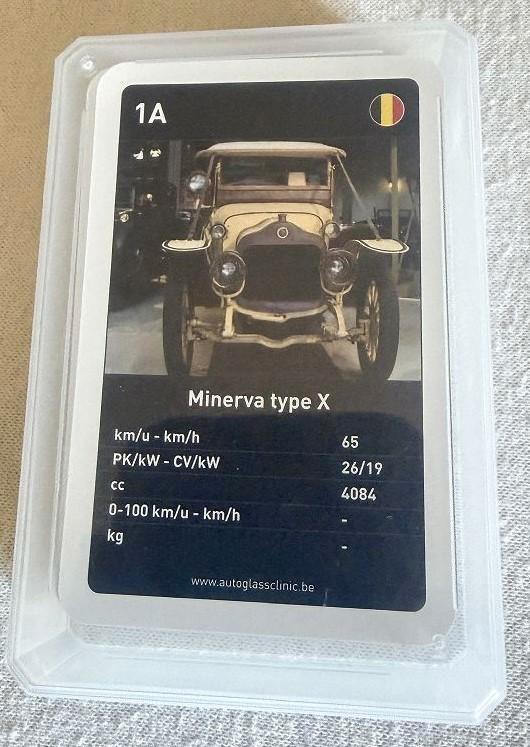 1A
Minerva type X
km/u - km/h 65
PK/kW - CV/kW 26/19
cc 4084
0-100 km/u - km/h -
kg -
www.autoglassclinic.be